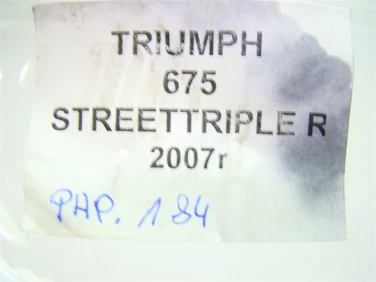 TRIUMPH
675
STREETTRIPLE R
2007r
PHP. 184